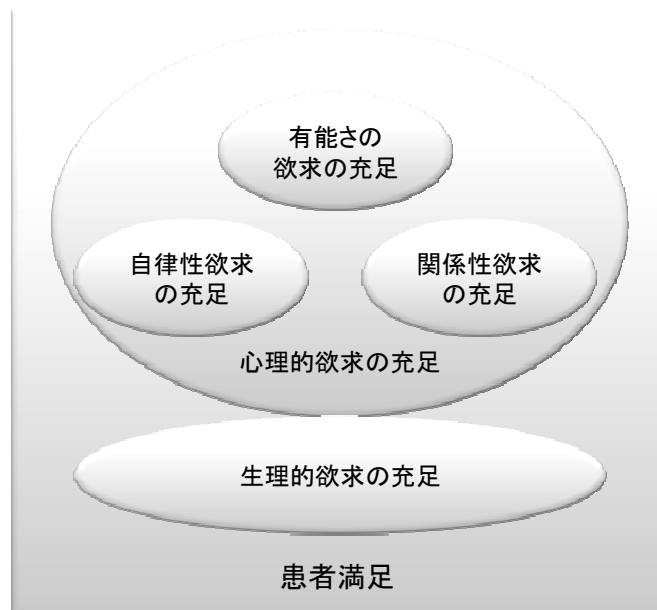 有能さの
欲求の充足
自律性欲求
の充足
関係性欲求
の充足
心理的欲求の充足
生理的欲求の充足
患者満足